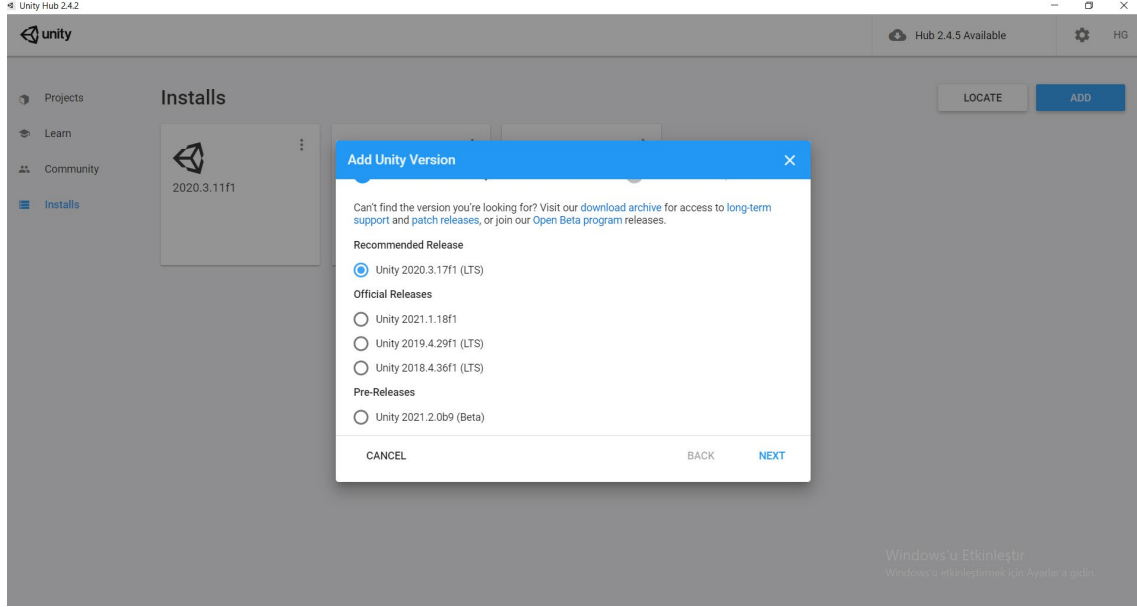 Unity Hub 2.4.2
unity
Hub 2.4.5 Available
HG
Projects
Learn
Community
Installs
Installs
LOCATE
ADD
2020.3.11f1
Add Unity Version
Can't find the version you're looking for? Visit our download archive for access to long-term
support and patch releases, or join our Open Beta program releases.
Recommended Release
Unity 2020.3.17f1 (LTS)
Official Releases
Unity 2021.1.18f1
Unity 2019.4.29f1 (LTS)
Unity 2018.4.36f1 (LTS)
Pre-Releases
Unity 2021.2.0b9 (Beta)
CANCEL
BACK
NEXT
Windows'u Etkinleştir
Windows'u etkinleştirmek için Ayarlar'a gidin.